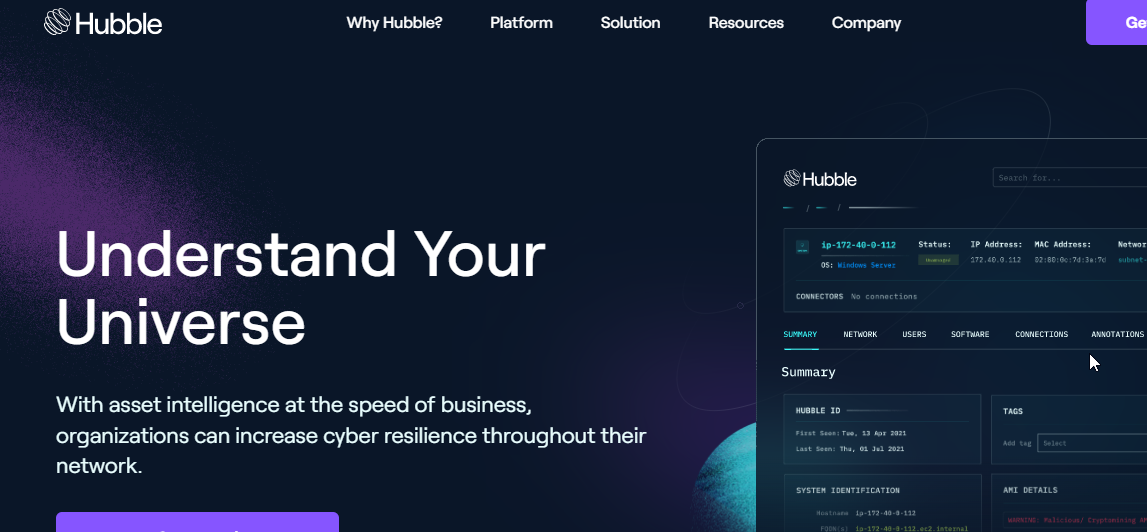 Hubble
Why Hubble?
Platform
Solution
Resources
Company
Ge
Understand Your
Universe
With asset intelligence at the speed of business,
organizations can increase cyber resilience throughout their
network.
Hubble
Search for...
/ /
ip-172-40-0-112
OS: Windows Server
Status:
IP Address:
172.40.0.112
MAC Address:
02:80:0c:7d:3a:7d
Networ
subnet-
CONNECTORS No connections
SUMMARY NETWORK USERS SOFTWARE CONNECTIONS ANNOTATIONS
Summary
HUBBLE ID
First Seen: Tue, 13 Apr 2021
Last Seen: Thu, 01 Jul 2021
TAGS
Add tag Select
SYSTEM IDENTIFICATION
Hostname ip-172-40-0-112
FQDN(s) ip-172-40-0-112.ec2.internal
AMI DETAILS
WARNING: Malicious/ Cryptomining